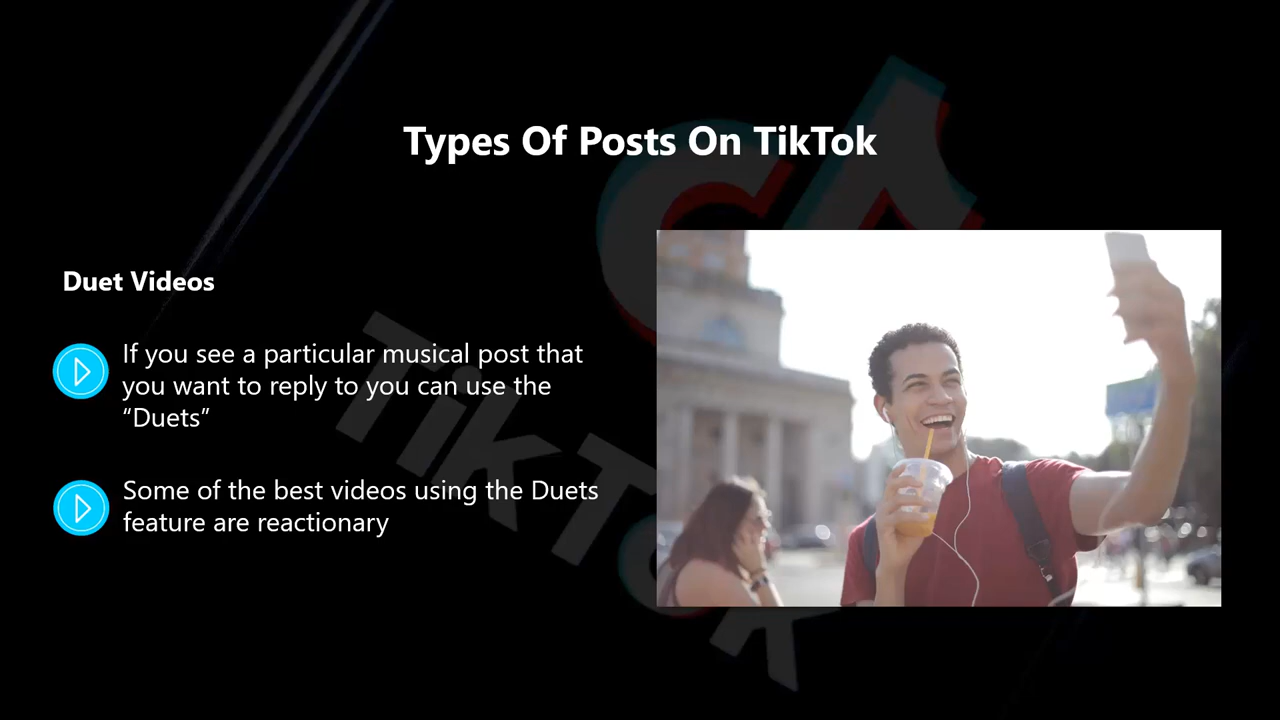 Types Of Posts On TikTok
Duet Videos
If you see a particular musical post that
you want to reply to you can use the
“Duets”
Some of the best videos using the Duets
feature are reactionary
TikTok